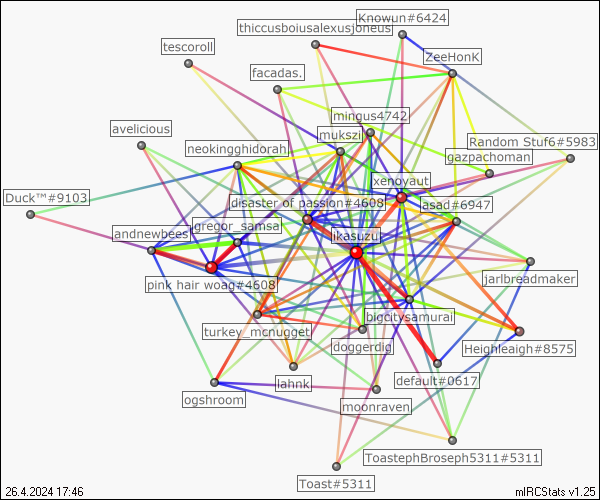 Knowun#6424
thiccusboiusalexusjoneus
tescoroll
ZeeHonK
facadas.
mingus4742
avelicious
mukszi
Random Stuf6#5983
neokingghidorah
gazpachoman
xenoyaut
Duck™#9103
disaster of passion#4608
asad#6947
gregor_samsa
andnewbees
ikasuzu
pink hair woag#4608
jarlbreadmaker
bigcitysamurai
turkey_mcnugget
doggerdig
Heighleigh#8575
lahnk
default#0617
ogshroom
moonraven
ToastephBroseph5311#5311
Toast#5311
26.4.2024 17:46
mIRCStats v1.25